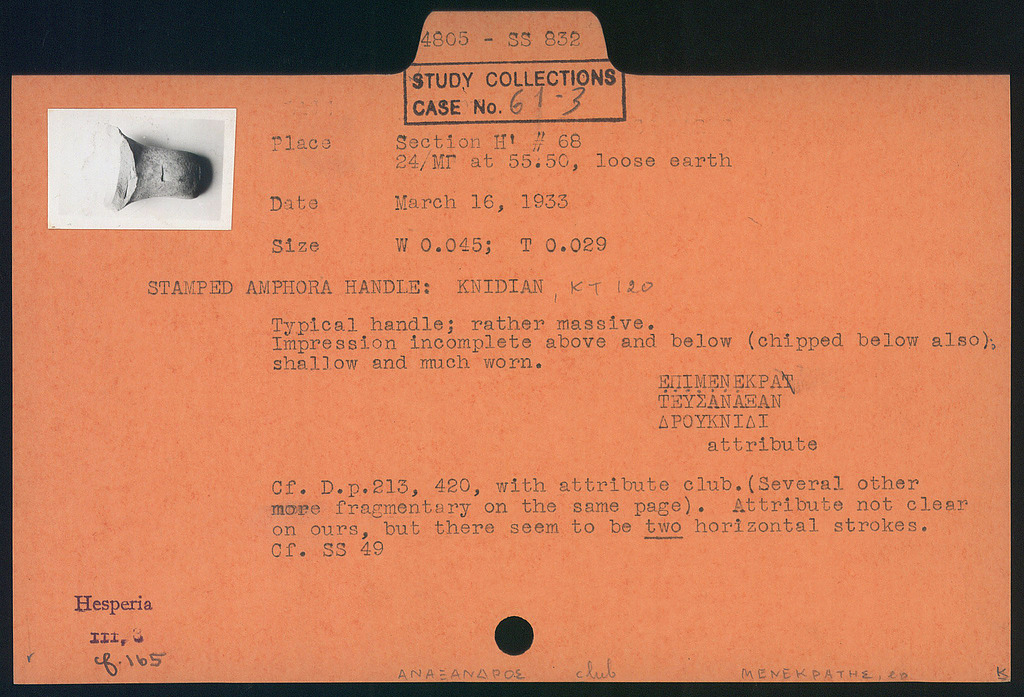 4805 - SS 832
STUDY COLLECTIONS
CASE No. 61-3
Place Section H' # 68
24/ΜΓ at 55.50, loose earth
Date March 16, 1933
Size W 0.045; T 0.029
STAMPED AMPHORA HANDLE: KNIDIAN, KT 120
Typical handle; rather massive.
Impression incomplete above and below (chipped below also);
shallow and much worn.
ΕΠΙΜΕΝΕΚΡΑΤ
ΤΕΥΣΑΝΑΞΑΝ
ΔΡΟΥΚΝΙΔΙ
attribute
Cf. D.p.213, 420, with attribute club.(Several other
more fragmentary on the same page). Attribute not clear
on ours, but there seem to be two horizontal strokes.
Cf. SS 49
Hesperia
III, 3
cf. 165
ΑΝΑΞΑΝΔΡΟΣ club ΜΕΝΕΚΡΑΤΗΣ, ep
K